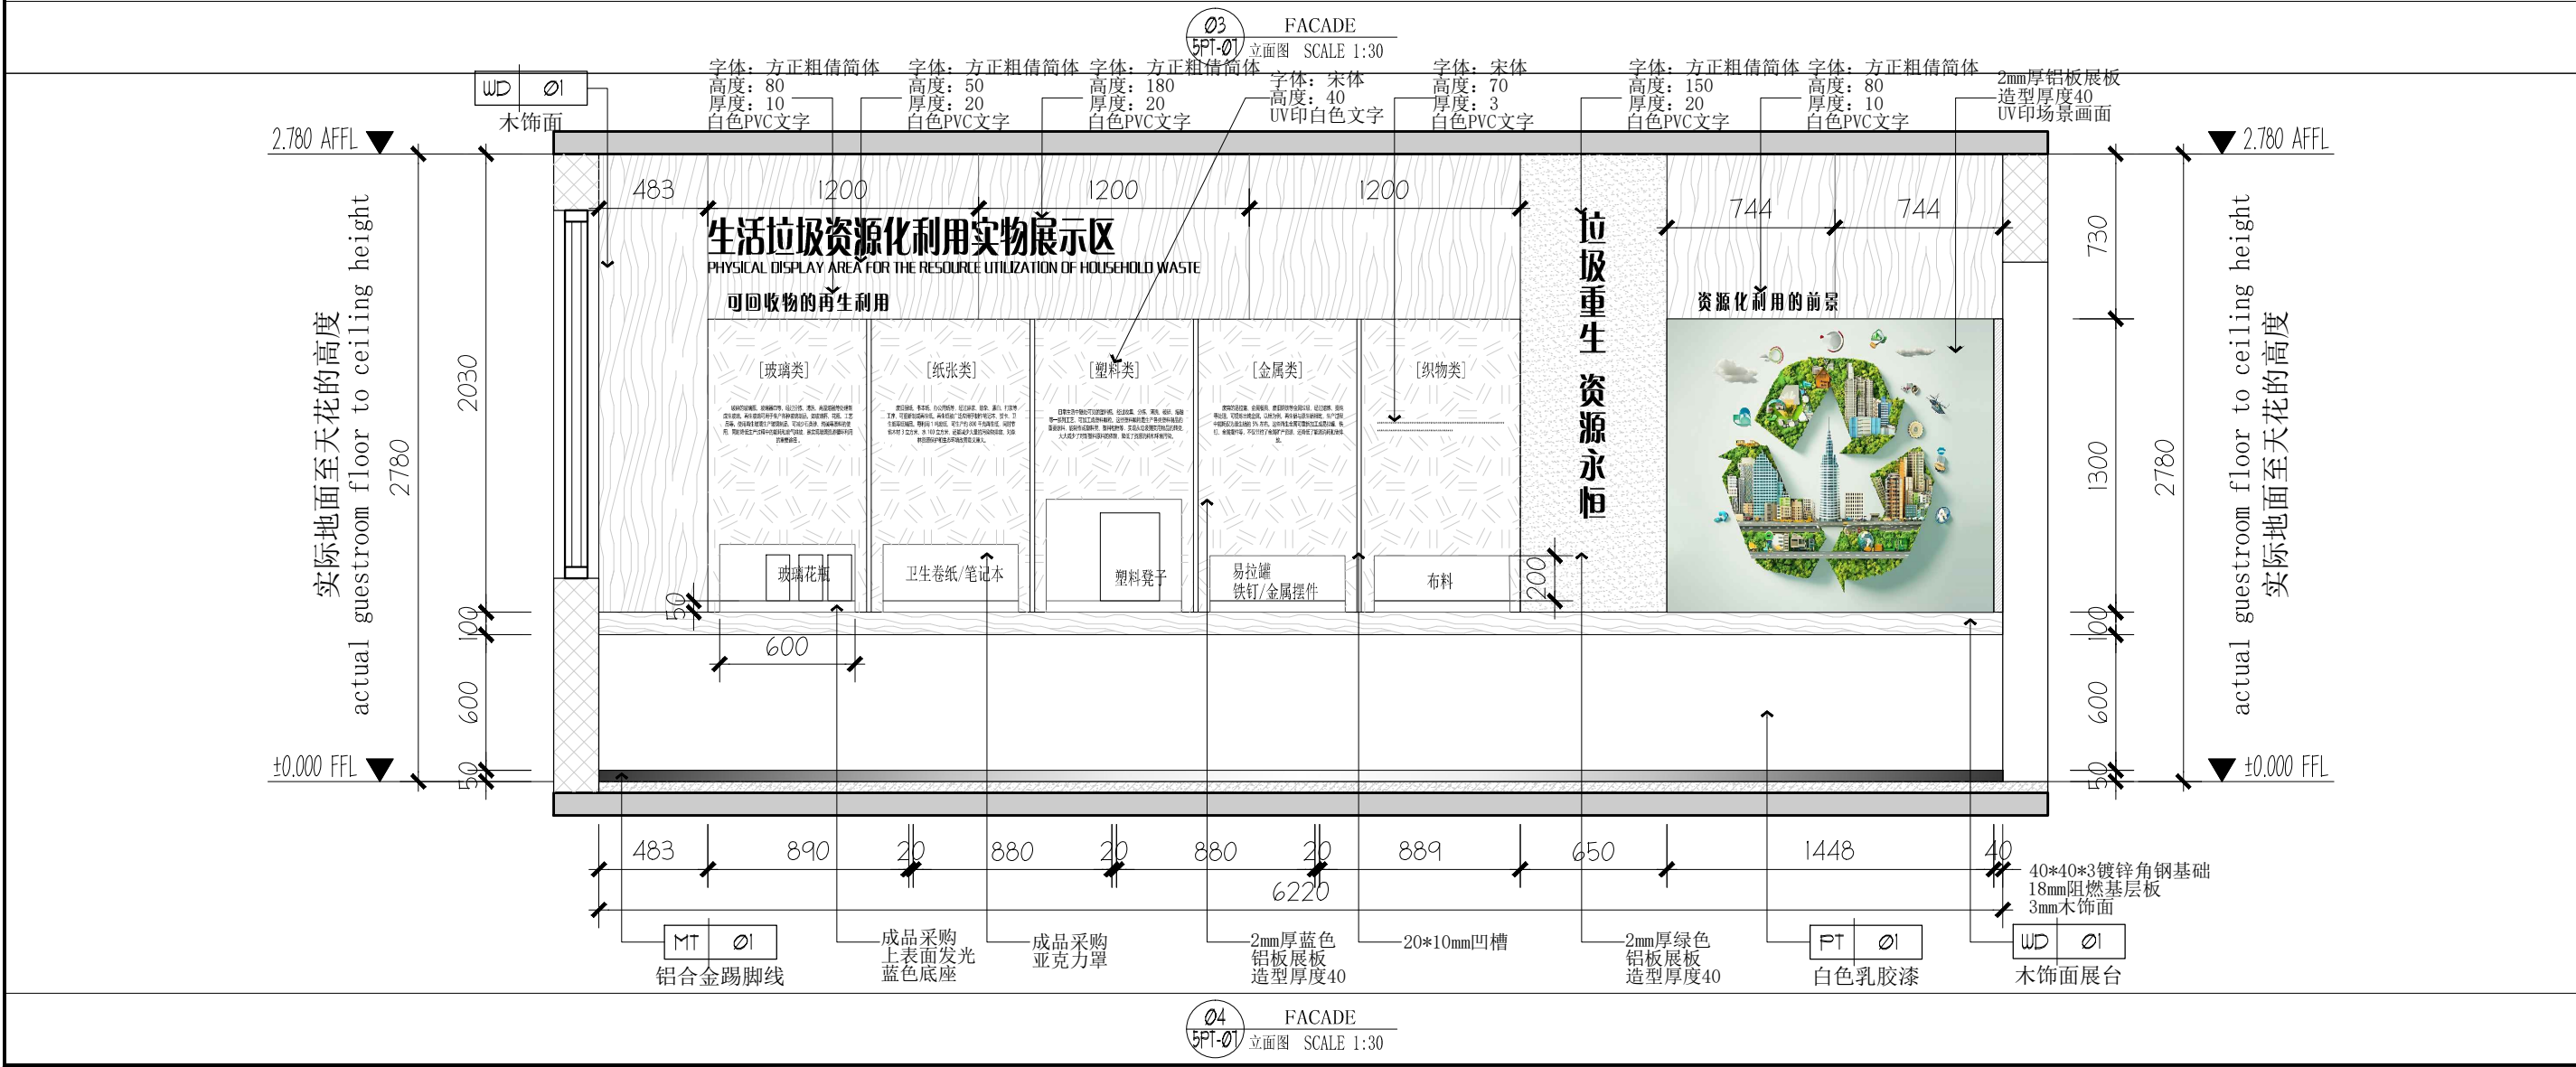 03
5PT-01
FACADE
立面图 SCALE 1:30
WD 01
木饰面
字体：方正粗倩简体
高度：80
厚度：10
白色PVC文字
字体：方正粗倩简体
高度：50
厚度：20
白色PVC文字
字体：方正粗倩简体
高度：180
厚度：20
白色PVC文字
字体：宋体
高度：40
UV印白色文字
字体：宋体
高度：70
厚度：3
白色PVC文字
字体：方正粗倩简体
高度：150
厚度：20
白色PVC文字
字体：方正粗倩简体
高度：80
厚度：10
白色PVC文字
2mm厚铝板展板
造型厚度40
UV印场景画面
2.780 AFFL
2.780 AFFL
483
1200
1200
1200
744
744
生活垃圾资源化利用实物展示区
PHYSICAL DISPLAY AREA FOR THE RESOURCE UTILIZATION OF HOUSEHOLD WASTE
可回收物的再生利用
垃圾重生 资源永恒
资源化利用的前景
[玻璃类]
[纸张类]
[塑料类]
[金属类]
[织物类]
玻璃花瓶
卫生卷纸/笔记本
塑料凳子
易拉罐
铁钉/金属摆件
布料
50
600
200
实际地面至天花的高度
actual guestroom floor to ceiling height
2780
2030
100
600
50
730
1300
100
600
50
2780
actual guestroom floor to ceiling height
实际地面至天花的高度
±0.000 FFL
±0.000 FFL
483
890
20
880
20
880
20
889
650
1448
40
6220
40*40*3镀锌角钢基础
18mm阻燃基层板
3mm木饰面
MT 01
铝合金踢脚线
成品采购
上表面发光
蓝色底座
成品采购
亚克力罩
2mm厚蓝色
铝板展板
造型厚度40
20*10mm凹槽
2mm厚绿色
铝板展板
造型厚度40
PT 01
白色乳胶漆
WD 01
木饰面展台
04
5PT-01
FACADE
立面图 SCALE 1:30